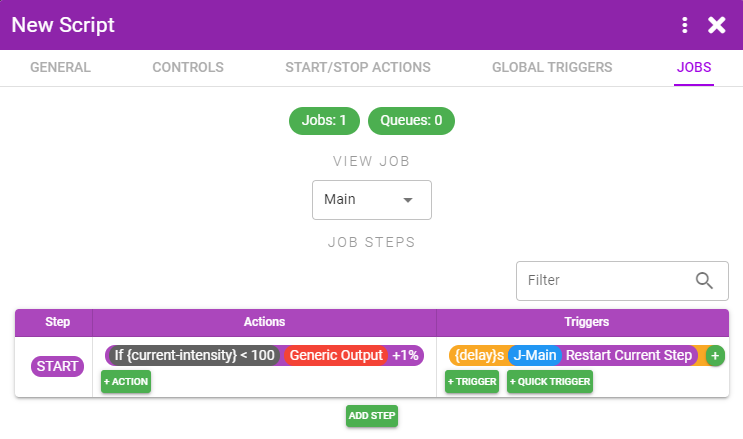 New Script
GENERAL CONTROLS START/STOP ACTIONS GLOBAL TRIGGERS JOBS
Jobs: 1 Queues: 0
VIEW JOB
Main
JOB STEPS
Filter
Step Actions Triggers
START If {current-intensity} < 100 Generic Output +1% {delay}s J-Main Restart Current Step +
+ ACTION + TRIGGER + QUICK TRIGGER
ADD STEP